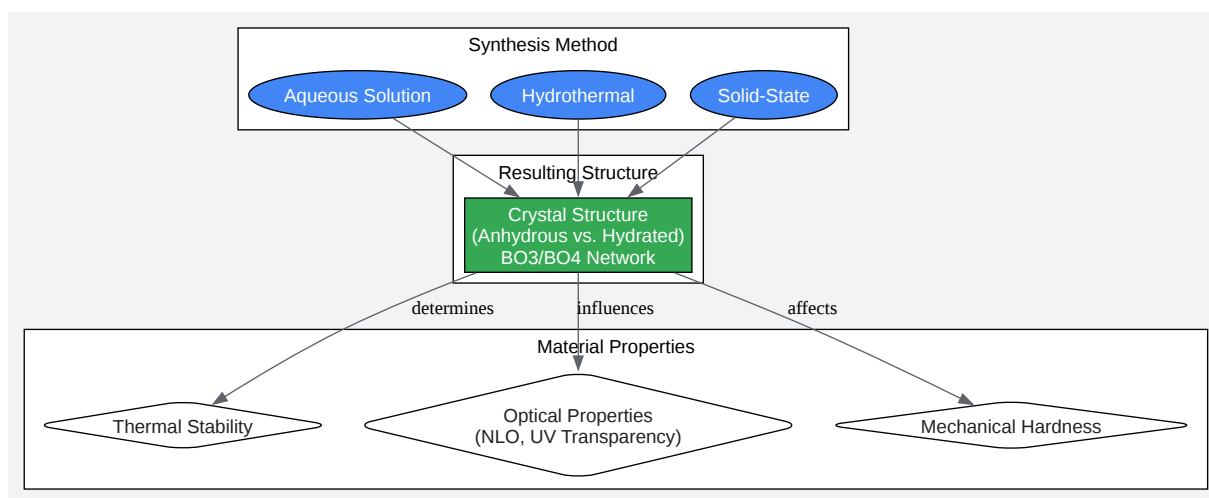 Synthesis Method
Aqueous Solution
Hydrothermal
Solid-State
Resulting Structure
Crystal Structure
(Anhydrous vs. Hydrated)
BO3/BO4 Network
determines
influences
affects
Material Properties
Thermal Stability
Optical Properties
(NLO, UV Transparency)
Mechanical Hardness